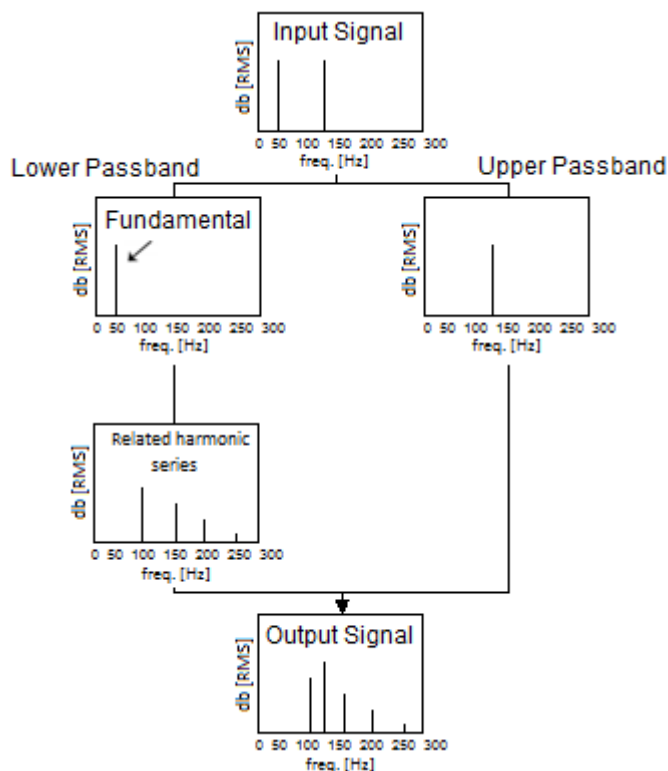 Input Signal
db [RMS]
0 50 100 150 200 250 300
freq. [Hz]
Lower Passband
Upper Passband
Fundamental
db [RMS]
0 50 100 150 200 250 300
freq. [Hz]
db [RMS]
0 50 100 150 200 250 300
freq. [Hz]
Related harmonic
series
db [RMS]
0 50 100 150 200 250 300
freq. [Hz]
Output Signal
db [RMS]
0 50 100 150 200 250 300
freq. [Hz]